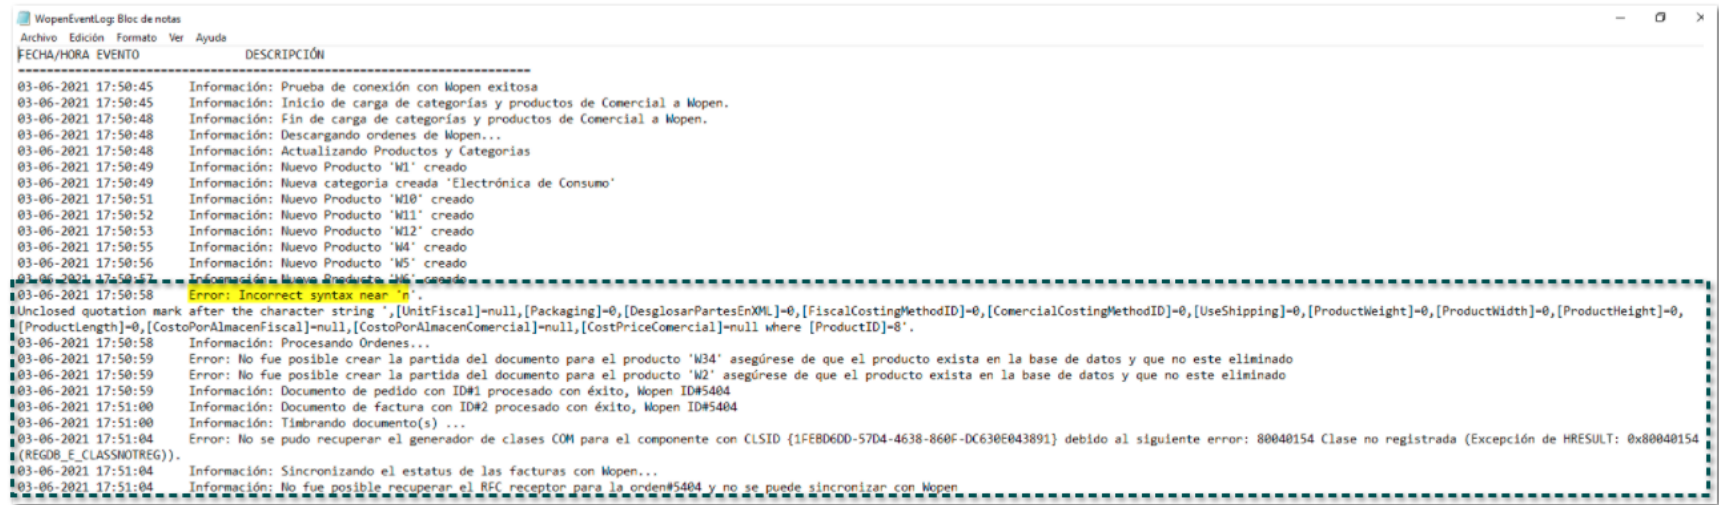 WopenEventLog: Bloc de notas
Archivo Edición Formato Ver Ayuda
FECHA/HORA EVENTO DESCRIPCIÓN
--------------------------------------------------------------------------
03-06-2021 17:50:45 Información: Prueba de conexión con Wopen exitosa
03-06-2021 17:50:45 Información: Inicio de carga de categorías y productos de Comercial a Wopen.
03-06-2021 17:50:48 Información: Fin de carga de categorías y productos de Comercial a Wopen.
03-06-2021 17:50:48 Información: Descargando ordenes de Wopen...
03-06-2021 17:50:48 Información: Actualizando Productos y Categorias
03-06-2021 17:50:49 Información: Nuevo Producto 'W1' creado
03-06-2021 17:50:49 Información: Nueva categoria creada 'Electrónica de Consumo'
03-06-2021 17:50:51 Información: Nuevo Producto 'W10' creado
03-06-2021 17:50:52 Información: Nuevo Producto 'W11' creado
03-06-2021 17:50:53 Información: Nuevo Producto 'W12' creado
03-06-2021 17:50:55 Información: Nuevo Producto 'W4' creado
03-06-2021 17:50:56 Información: Nuevo Producto 'W5' creado
03-06-2021 17:50:57 Información: Nuevo Producto 'W6' creado
03-06-2021 17:50:58 Error: Incorrect syntax near 'n'.
Unclosed quotation mark after the character string ',[UnitFiscal]=null,[Packaging]=0,[DesglosarPartesEnXML]=0,[FiscalCostingMethodID]=0,[ComercialCostingMethodID]=0,[UseShipping]=0,[ProductWeight]=0,[ProductWidth]=0,[ProductHeight]=0,
[ProductLength]=0,[CostoPorAlmacenFiscal]=null,[CostoPorAlmacenComercial]=null,[CostPriceComercial]=null where [ProductID]=8'.
03-06-2021 17:50:58 Información: Procesando Ordenes...
03-06-2021 17:50:59 Error: No fue posible crear la partida del documento para el producto 'W34' asegúrese de que el producto exista en la base de datos y que no este eliminado
03-06-2021 17:50:59 Error: No fue posible crear la partida del documento para el producto 'W2' asegúrese de que el producto exista en la base de datos y que no este eliminado
03-06-2021 17:50:59 Información: Documento de pedido con ID#1 procesado con éxito, Wopen ID#5404
03-06-2021 17:51:00 Información: Documento de factura con ID#2 procesado con éxito, Wopen ID#5404
03-06-2021 17:51:00 Información: Timbrando documento(s) ...
03-06-2021 17:51:04 Error: No se pudo recuperar el generador de clases COM para el componente con CLSID {1FEBD6DD-57D4-4638-860F-DC630E043891} debido al siguiente error: 80040154 Clase no registrada (Excepción de HRESULT: 0x80040154
(REGDB_E_CLASSNOTREG)).
03-06-2021 17:51:04 Información: Sincronizando el estatus de las facturas con Wopen...
03-06-2021 17:51:04 Información: No fue posible recuperar el RFC receptor para la orden#5404 y no se puede sincronizar con Wopen